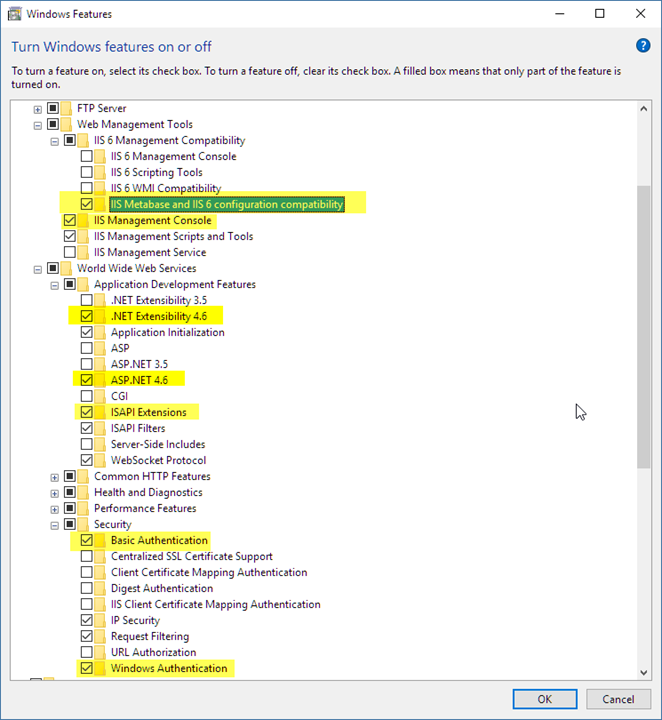 Windows Features
Turn Windows features on or off
To turn a feature on, select its check box. To turn a feature off, clear its check box. A filled box means that only part of the feature is
turned on.
FTP Server
Web Management Tools
IIS 6 Management Compatibility
IIS 6 Management Console
IIS 6 Scripting Tools
IIS 6 WMI Compatibility
IIS Metabase and IIS 6 configuration compatibility
IIS Management Console
IIS Management Scripts and Tools
IIS Management Service
World Wide Web Services
Application Development Features
.NET Extensibility 3.5
.NET Extensibility 4.6
Application Initialization
ASP
ASP.NET 3.5
ASP.NET 4.6
CGI
ISAPI Extensions
ISAPI Filters
Server-Side Includes
WebSocket Protocol
Common HTTP Features
Health and Diagnostics
Performance Features
Security
Basic Authentication
Centralized SSL Certificate Support
Client Certificate Mapping Authentication
Digest Authentication
IIS Client Certificate Mapping Authentication
IP Security
Request Filtering
URL Authorization
Windows Authentication
OK Cancel